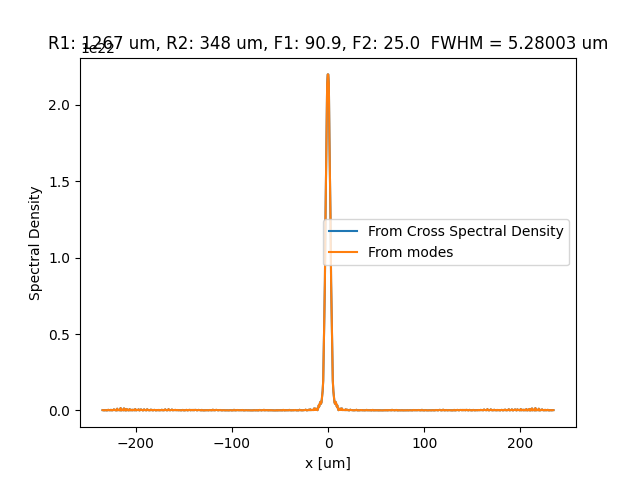 R1: 1267 um, R2: 348 um, F1: 90.9, F2: 25.0  FWHM = 5.28003 um
1e22
2.0
1.5
1.0
0.5
0.0
Spectral Density
From Cross Spectral Density
From modes
−200
−100
0
100
200
x [um]